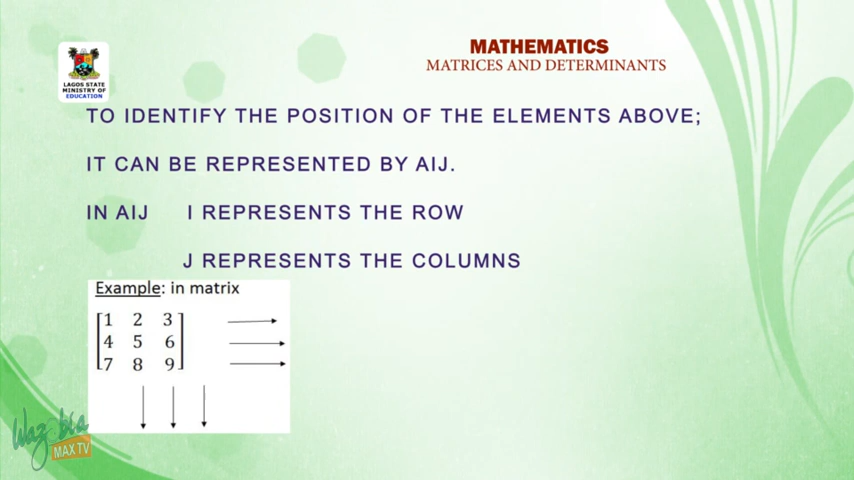 MATHEMATICS
MATRICES AND DETERMINANTS
LAGOS STATE
MINISTRY OF
EDUCATION
TO IDENTIFY THE POSITION OF THE ELEMENTS ABOVE;
IT CAN BE REPRESENTED BY AIJ.
IN AIJ I REPRESENTS THE ROW
J REPRESENTS THE COLUMNS
Example: in matrix
1 2 3
4 5 6
7 8 9
Wazobia
MAX TV